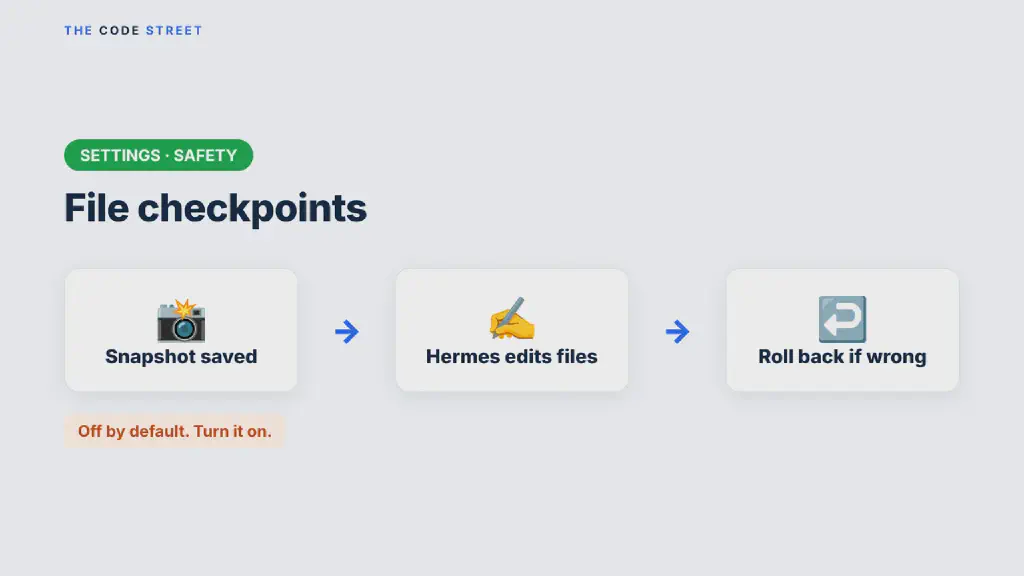 THE CODE STREET
SETTINGS · SAFETY
File checkpoints
Snapshot saved
Hermes edits files
Roll back if wrong
Off by default. Turn it on.